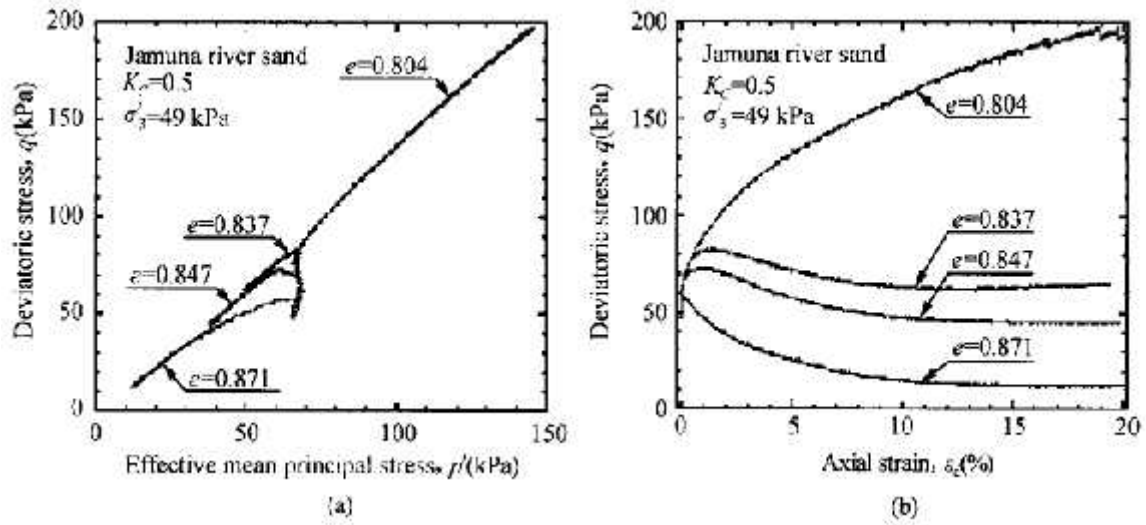 200
150
100
50
0
Deviatoric stress, q(kPa)
Jamuna river sand
K_C=0.5
σ'_3=49 kPa
e=0.804
e=0.837
e=0.847
e=0.871
0 50 100 150
Effective mean principal stress, p'(kPa)
(a)
200
150
100
50
0
Deviatoric stress, q(kPa)
Jamuna river sand
K_C=0.5
σ'_3=49 kPa
e=0.804
e=0.837
e=0.847
e=0.871
0 5 10 15 20
Axial strain, (%)
(b)